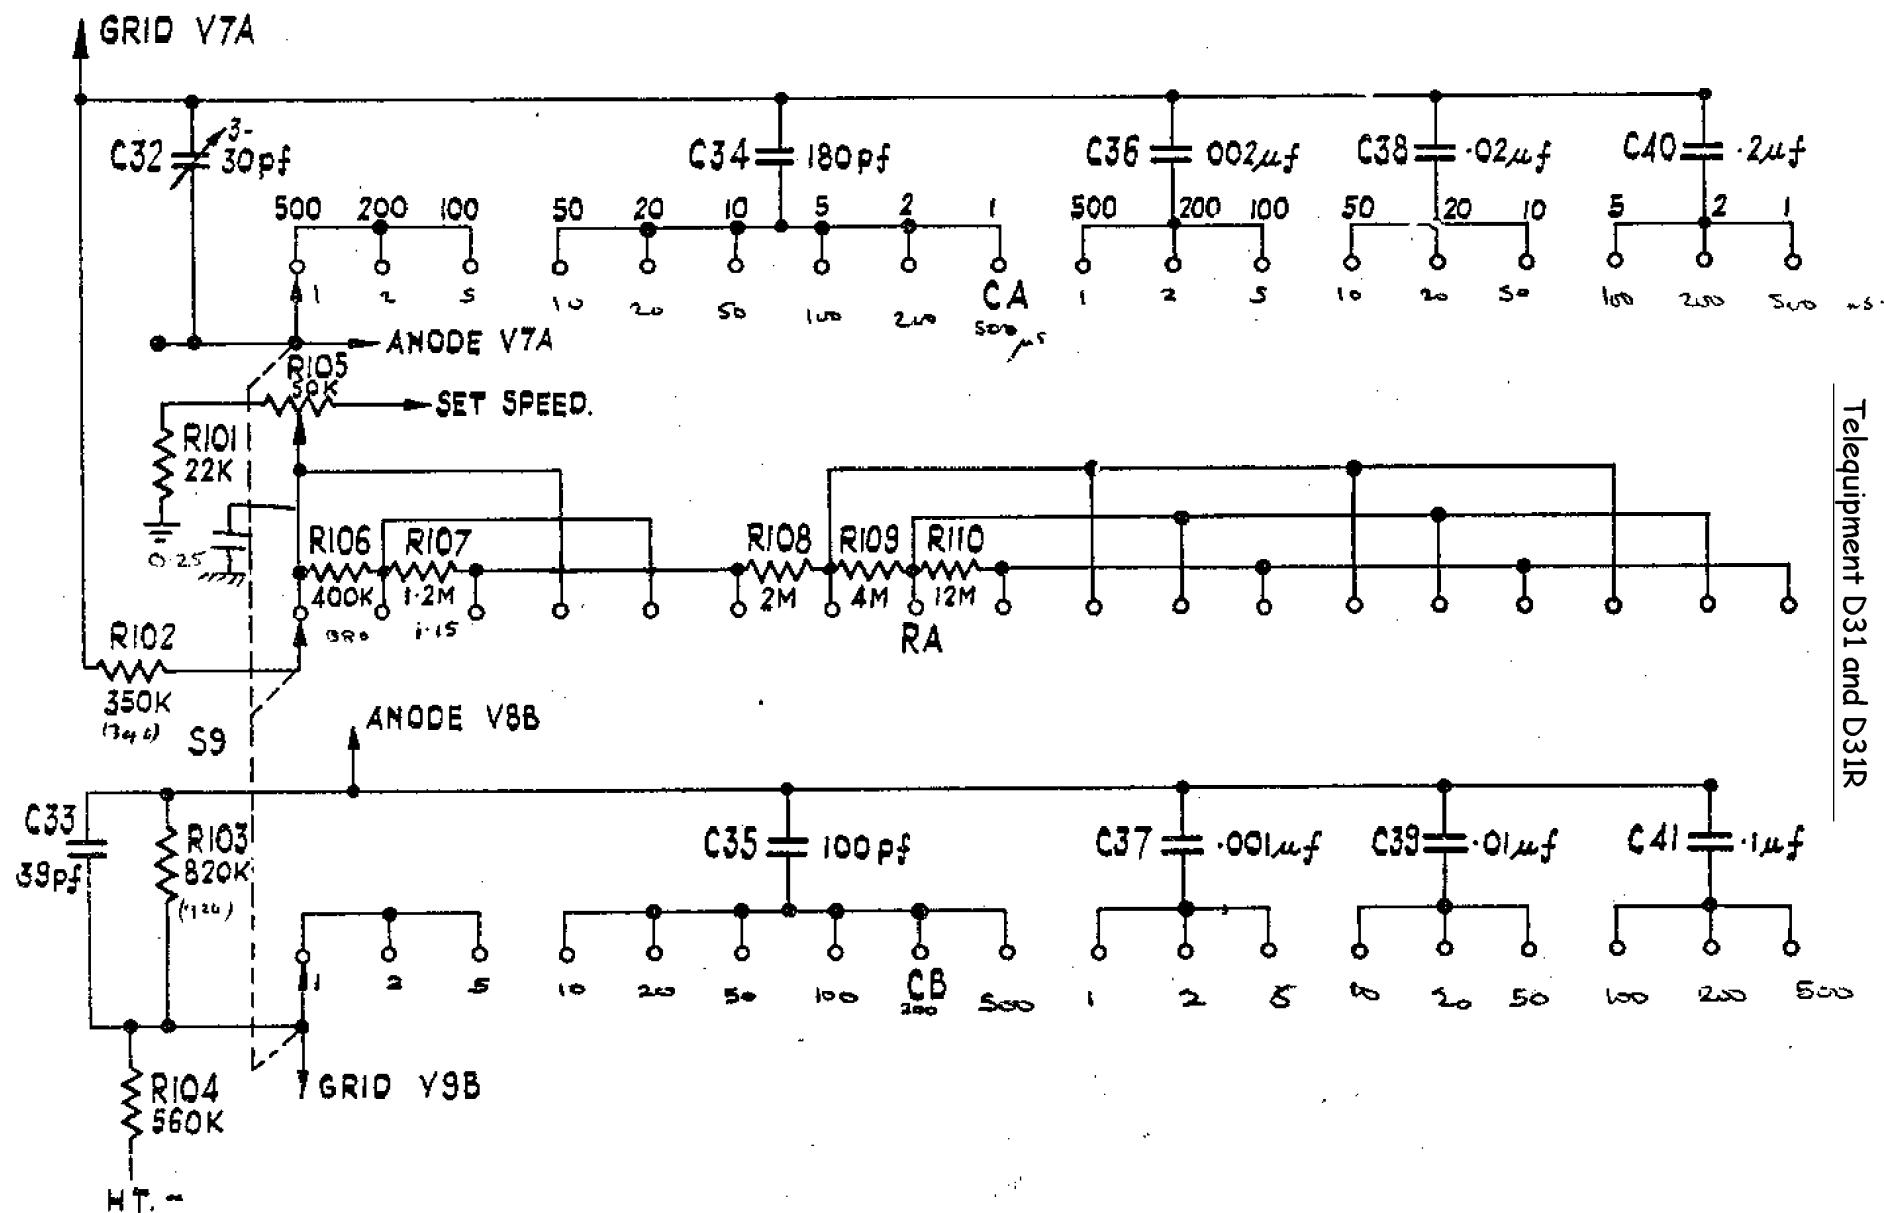 GRID V7A
C32
3-
30pf
C34
180pf
C36
.002µf
C38
.02µf
C40
.2µf
500 200 100
50 20 10 5 2 1
500 200 100
50 20 10
5 2 1
1 2 5
10 20 50 100 200 500 µs
CA
1 2 5
10 20 50
100 200 500
ANODE V7A
R105
50K
SET SPEED.
R101
22K
0.25
R106
400K
R107
1.2M
1.15
R108
2M
R109
4M
R110
12M
RA
R102
350K
S9
ANODE V8B
C33
39pf
R103
820K
C35
100pf
C37
.001µf
C39
.01µf
C41
.1µf
1 2 5
10 20 50 100 200 500
CB
1 2 5
10 20 50
100 200 500
GRID V9B
R104
560K
HT. -
Telequipment D31 and D31R